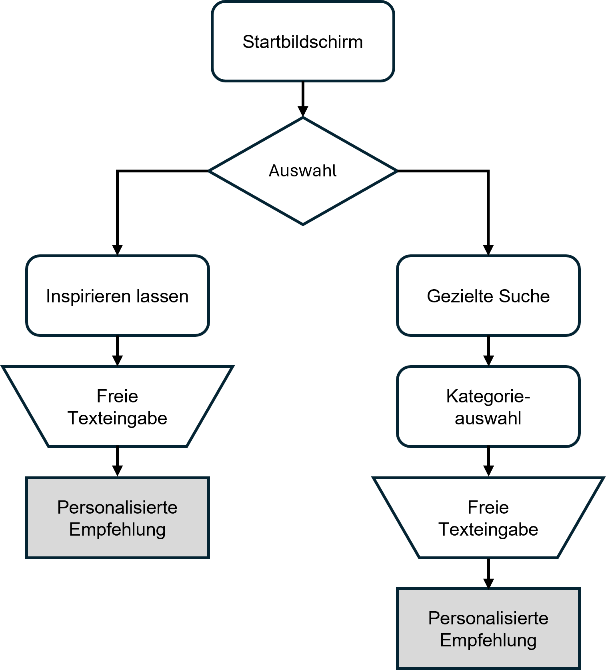 Startbildschirm
Auswahl
Inspirieren lassen
Freie
Texteingabe
Personalisierte
Empfehlung
Gezielte Suche
Kategorie-
auswahl
Freie
Texteingabe
Personalisierte
Empfehlung